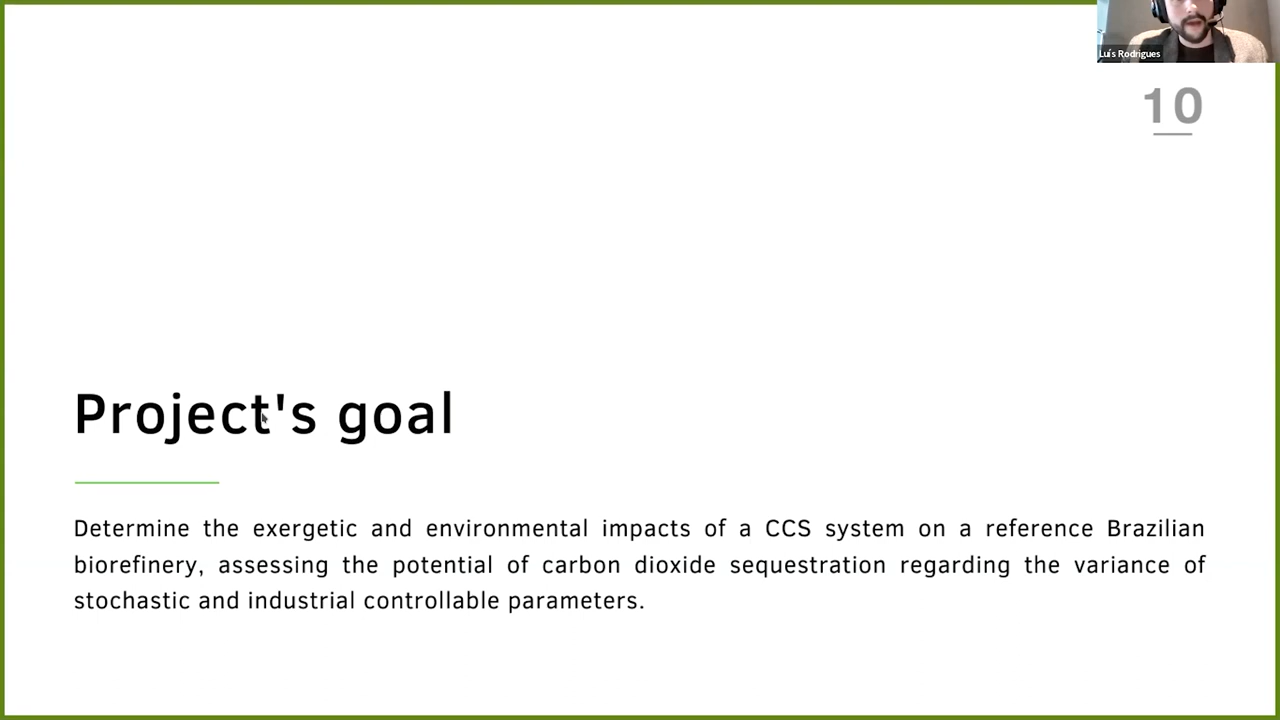 Luís Rodrigues
10
Project's goal
Determine the exergetic and environmental impacts of a CCS system on a reference Brazilian
biorefinery, assessing the potential of carbon dioxide sequestration regarding the variance of
stochastic and industrial controllable parameters.